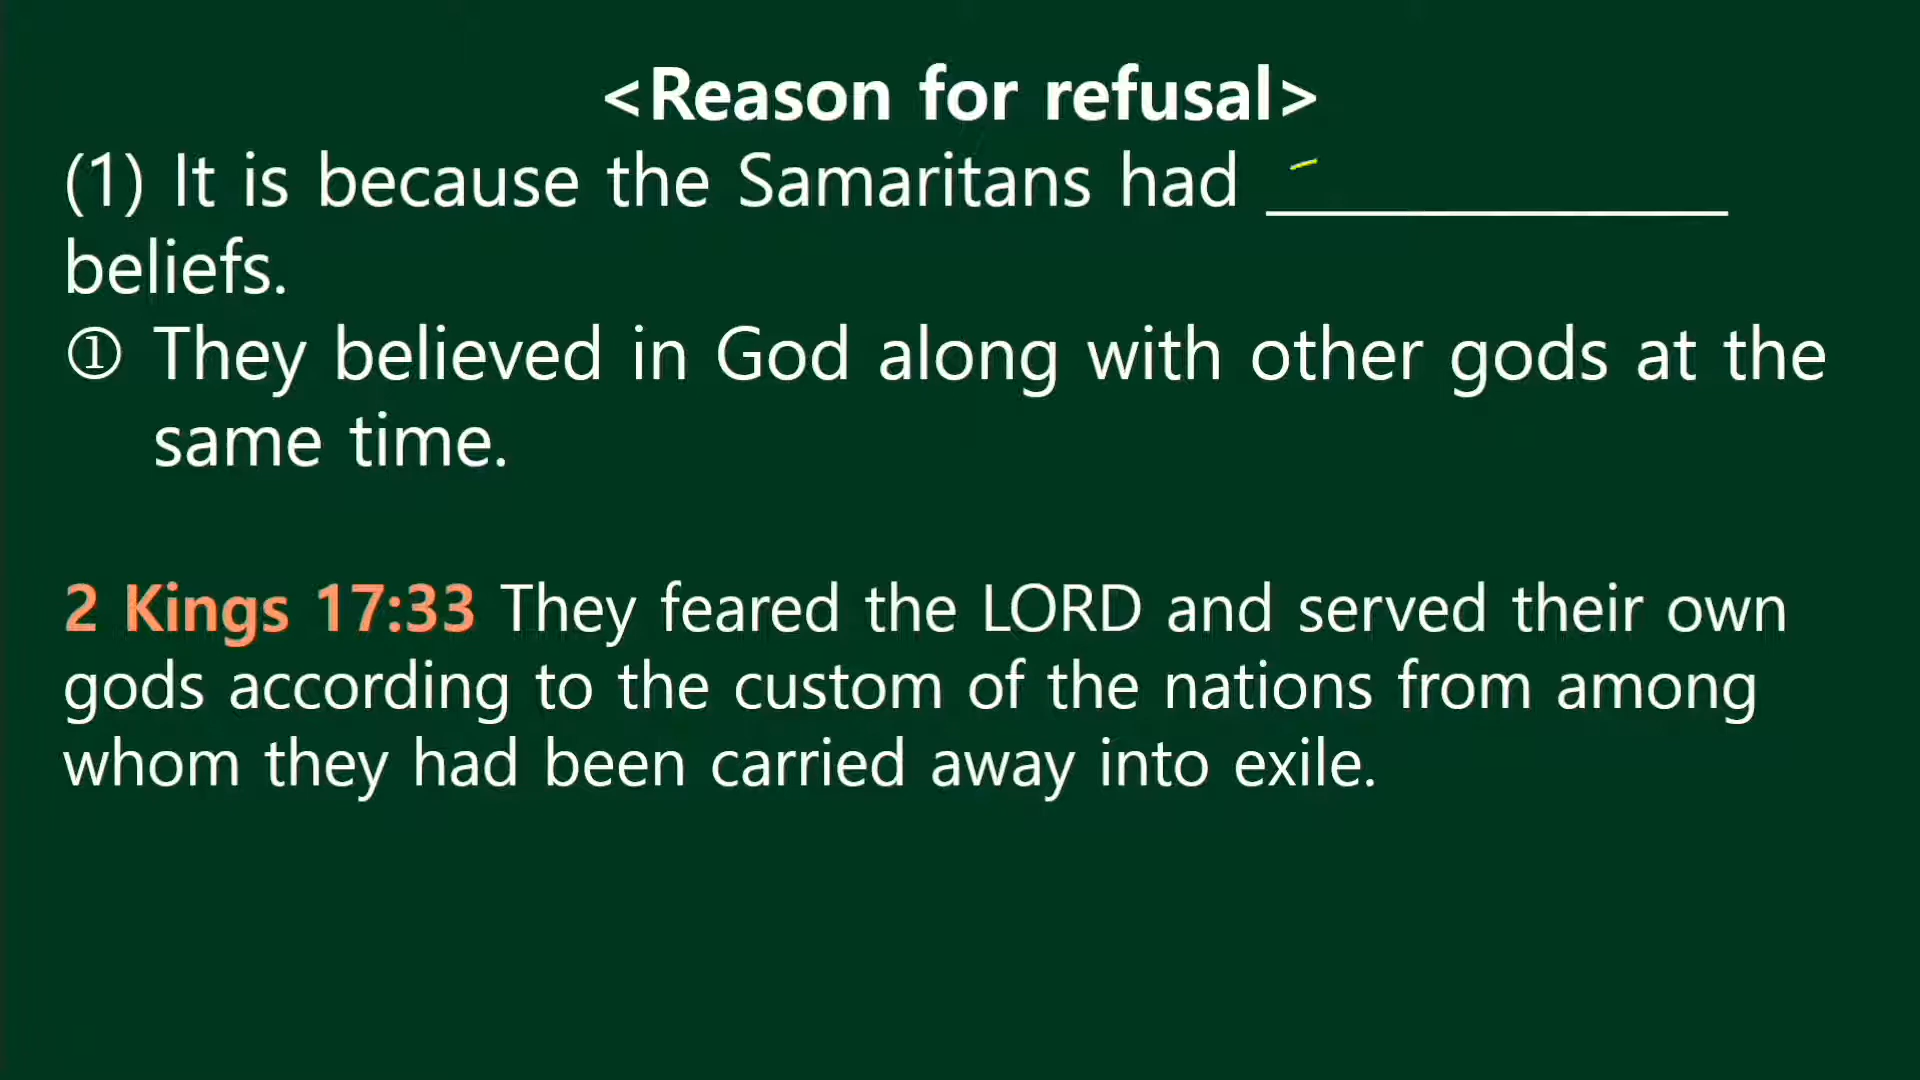 <Reason for refusal>
(1) It is because the Samaritans had ______________
beliefs.
① They believed in God along with other gods at the
same time.
2 Kings 17:33 They feared the LORD and served their own
gods according to the custom of the nations from among
whom they had been carried away into exile.